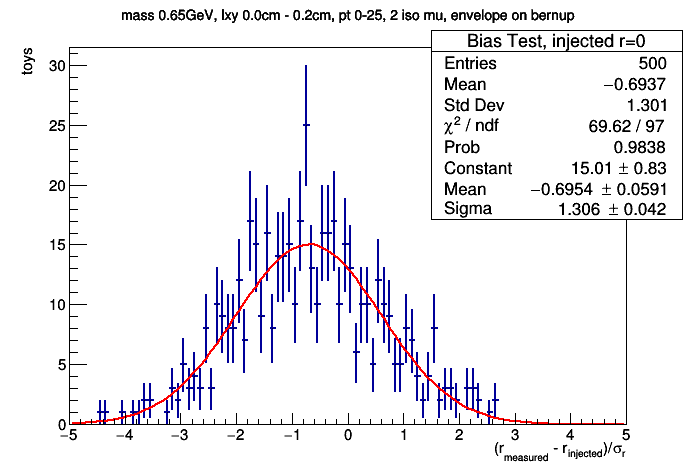 mass 0.65GeV, lxy 0.0cm - 0.2cm, pt 0-25, 2 iso mu, envelope on bernup
Bias Test, injected r=0
Entries 500
Mean −0.6937
Std Dev 1.301
χ² / ndf 69.62 / 97
Prob 0.9838
Constant 15.01 ± 0.83
Mean −0.6954 ± 0.0591
Sigma 1.306 ± 0.042
toys
30
25
20
15
10
5
0
−5 −4 −3 −2 −1 0 1 2 3 4 5
(r_measured - r_injected)/σ_r